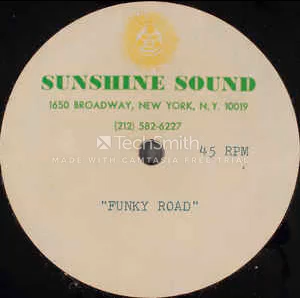 SUNSHINE SOUND
1650 BROADWAY, NEW YORK, N.Y. 10019
(212) 582-6227
TechSmith
MADE WITH CAMTASIA FREE TRIAL
45 RPM
"FUNKY ROAD"